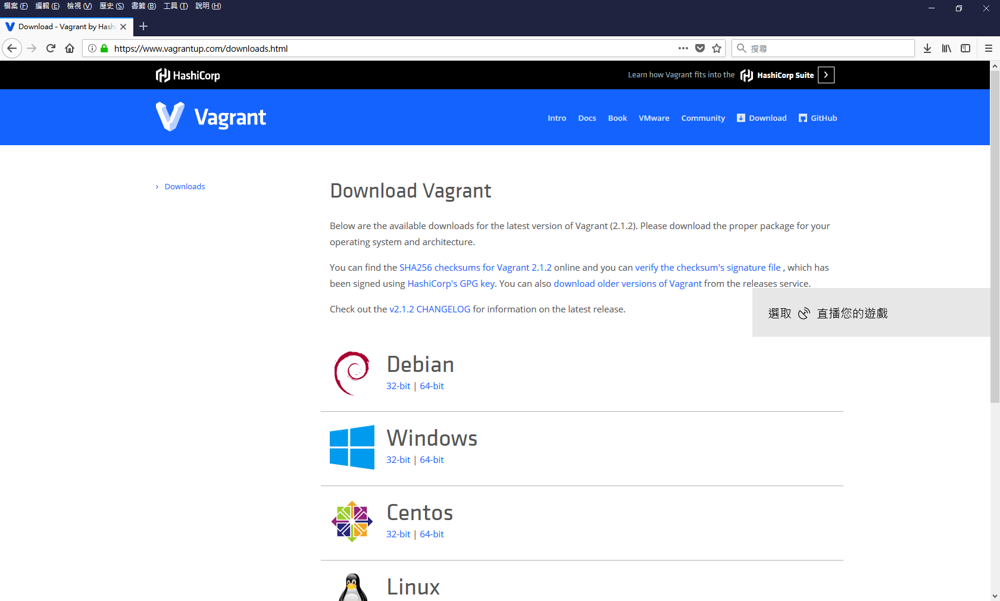 檔案 (F) 編輯 (E) 檢視 (V) 歷史 (S) 書籤 (B) 工具 (T) 說明 (H)
Download - Vagrant by Hashi
https://www.vagrantup.com/downloads.html
搜尋
HashiCorp
Learn how Vagrant fits into the HashiCorp Suite
Vagrant
Intro Docs Book VMware Community Download GitHub
Downloads
Download Vagrant
Below are the available downloads for the latest version of Vagrant (2.1.2). Please download the proper package for your
operating system and architecture.
You can find the SHA256 checksums for Vagrant 2.1.2 online and you can verify the checksum's signature file , which has
been signed using HashiCorp's GPG key. You can also download older versions of Vagrant from the releases service.
Check out the v2.1.2 CHANGELOG for information on the latest release.
選取 直播您的遊戲
Debian
32-bit | 64-bit
Windows
32-bit | 64-bit
Centos
32-bit | 64-bit
Linux